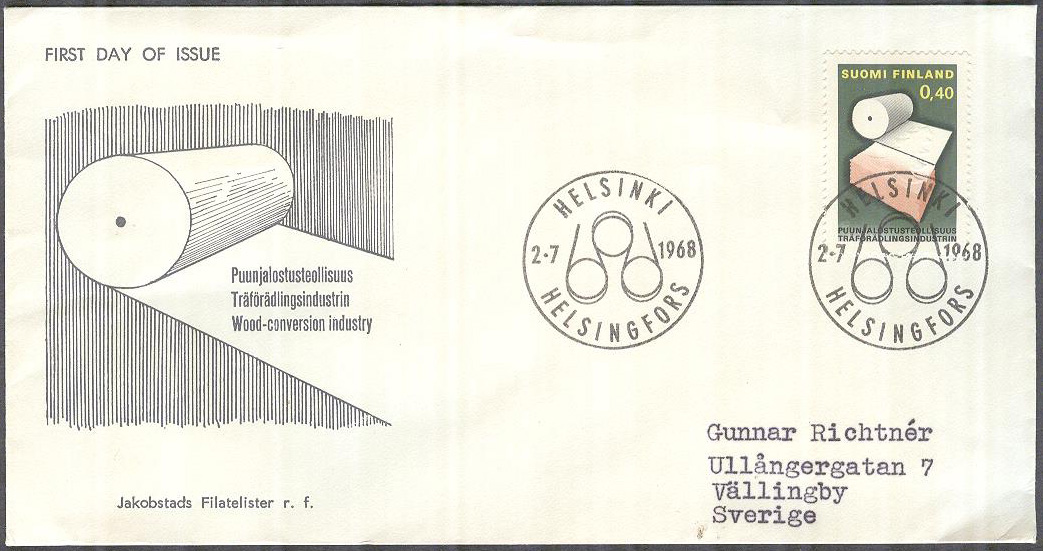 FIRST DAY OF ISSUE
Puunjalostusteollisuus
Träförädlingsindustrin
Wood-conversion industry
Jakobstads Filatelister r. f.
HELSINKI
2-7 1968
HELSINGFORS
SUOMI FINLAND
0,40
PUUNJALOSTUSTEOLLISUUS
TRÄFÖRÄDLINGSINDUSTRIN
HELSINKI
2-7 1968
HELSINGFORS
Gunnar Richtnér
Ullångergatan 7
Vällingby
Sverige